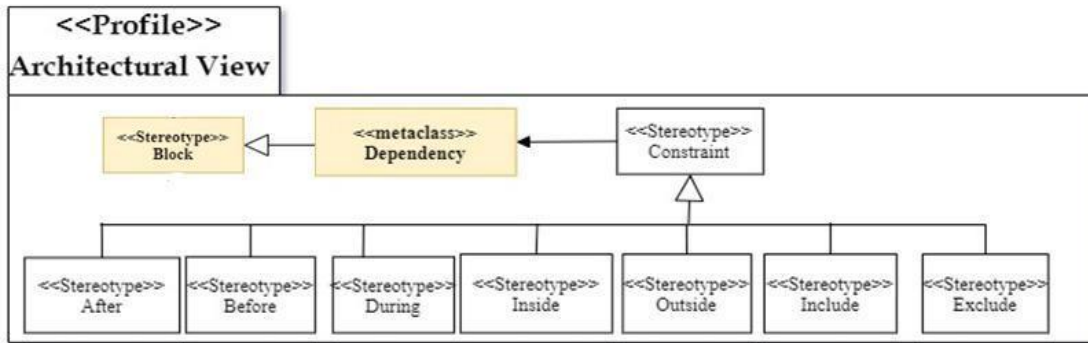 <<Profile>>
Architectural View
<<Stereotype>>
Block
<<metaclass>>
Dependency
<<Stereotype>>
Constraint
<<Stereotype>>
After
<<Stereotype>>
Before
<<Stereotype>>
During
<<Stereotype>>
Inside
<<Stereotype>>
Outside
<<Stereotype>>
Include
<<Stereotype>>
Exclude